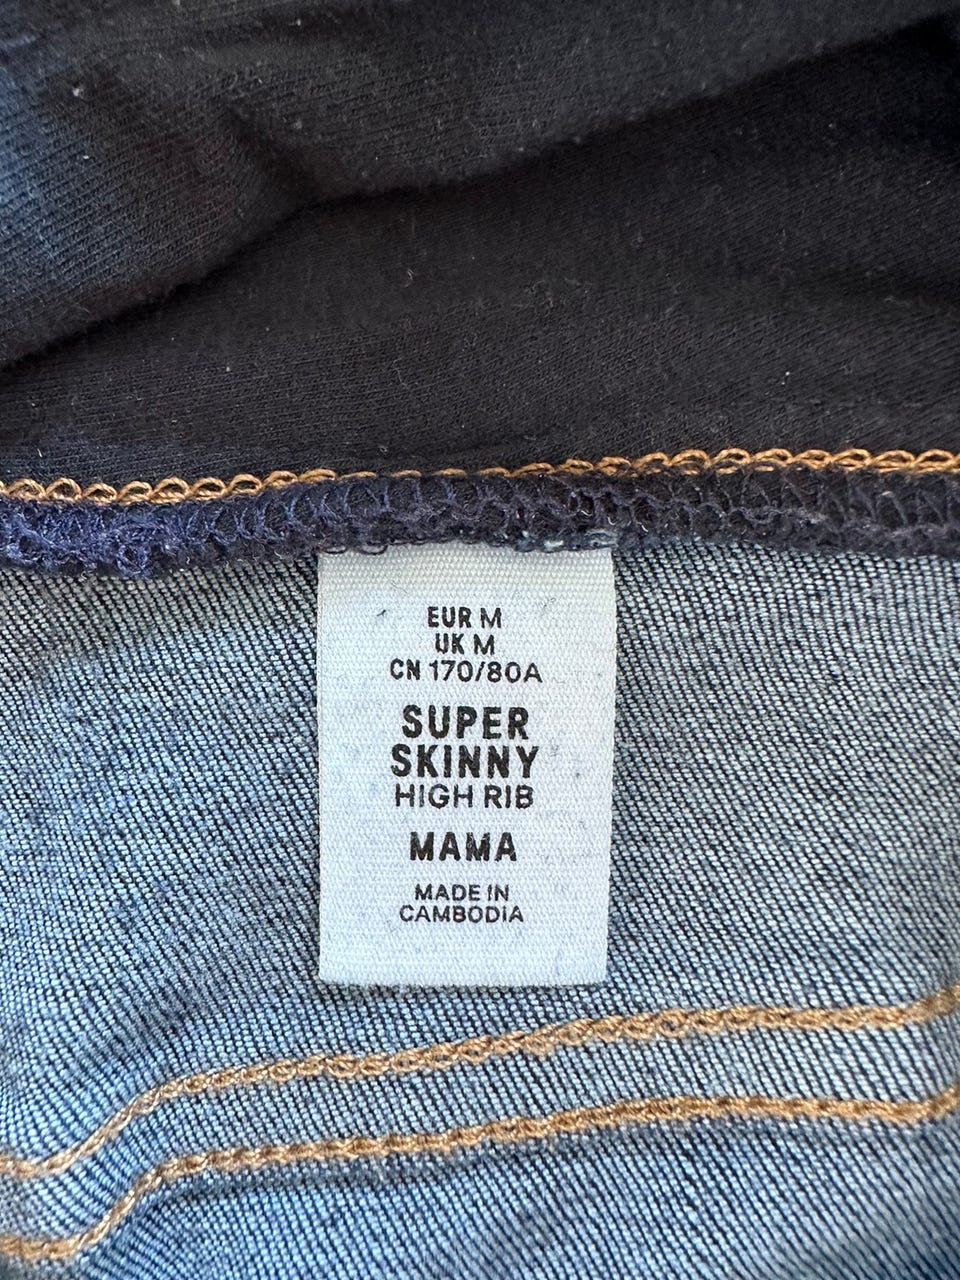 EUR M
UK M
CN 170/80A
SUPER
SKINNY
HIGH RIB
MAMA
MADE IN
CAMBODIA